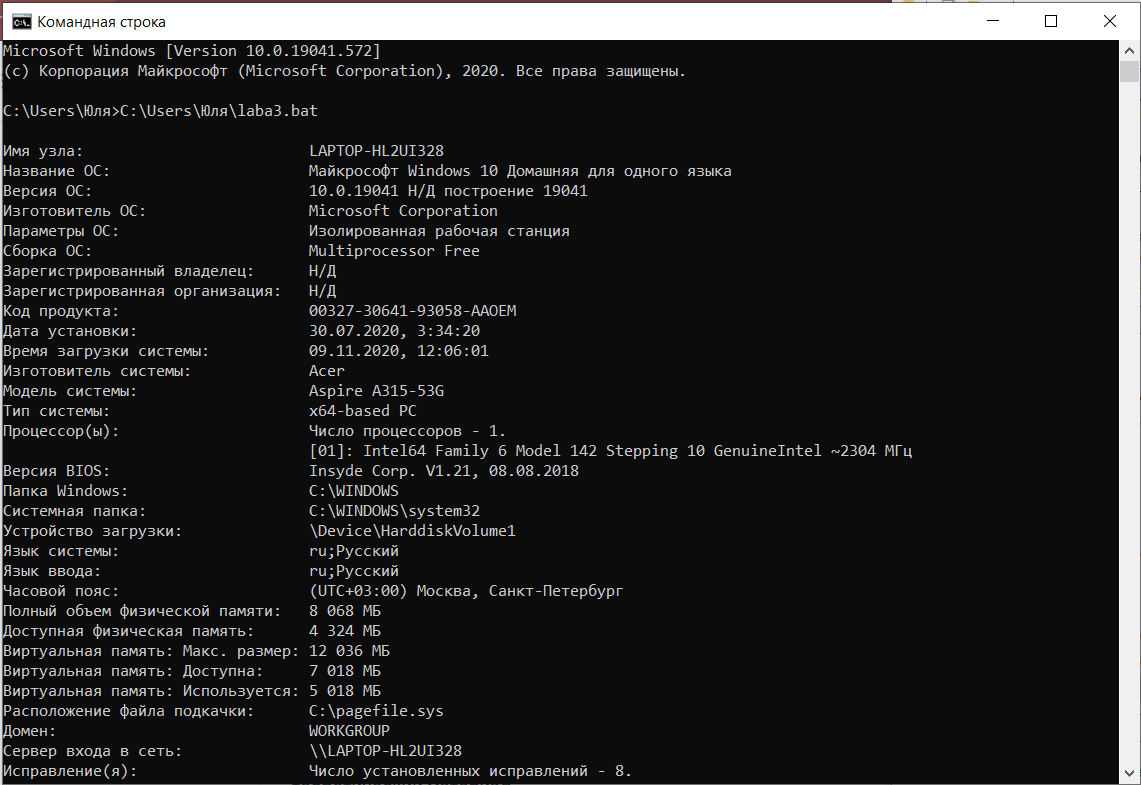 Командная строка
Microsoft Windows [Version 10.0.19041.572]
(c) Корпорация Майкрософт (Microsoft Corporation), 2020. Все права защищены.
C:\Users\Юля>C:\Users\Юля\laba3.bat
Имя узла: LAPTOP-HL2UI328
Название ОС: Майкрософт Windows 10 Домашняя для одного языка
Версия ОС: 10.0.19041 Н/Д построение 19041
Изготовитель ОС: Microsoft Corporation
Параметры ОС: Изолированная рабочая станция
Сборка ОС: Multiprocessor Free
Зарегистрированный владелец: Н/Д
Зарегистрированная организация: Н/Д
Код продукта: 00327-30641-93058-AAOEM
Дата установки: 30.07.2020, 3:34:20
Время загрузки системы: 09.11.2020, 12:06:01
Изготовитель системы: Acer
Модель системы: Aspire A315-53G
Тип системы: x64-based PC
Процессор(ы): Число процессоров - 1.
[01]: Intel64 Family 6 Model 142 Stepping 10 GenuineIntel ~2304 МГц
Версия BIOS: Insyde Corp. V1.21, 08.08.2018
Папка Windows: C:\WINDOWS
Системная папка: C:\WINDOWS\system32
Устройство загрузки: \Device\HarddiskVolume1
Язык системы: ru;Русский
Язык ввода: ru;Русский
Часовой пояс: (UTC+03:00) Москва, Санкт-Петербург
Полный объем физической памяти: 8 068 МБ
Доступная физическая память: 4 324 МБ
Виртуальная память: Макс. размер: 12 036 МБ
Виртуальная память: Доступна: 7 018 МБ
Виртуальная память: Используется: 5 018 МБ
Расположение файла подкачки: C:\pagefile.sys
Домен: WORKGROUP
Сервер входа в сеть: \\LAPTOP-HL2UI328
Исправление(я): Число установленных исправлений - 8.